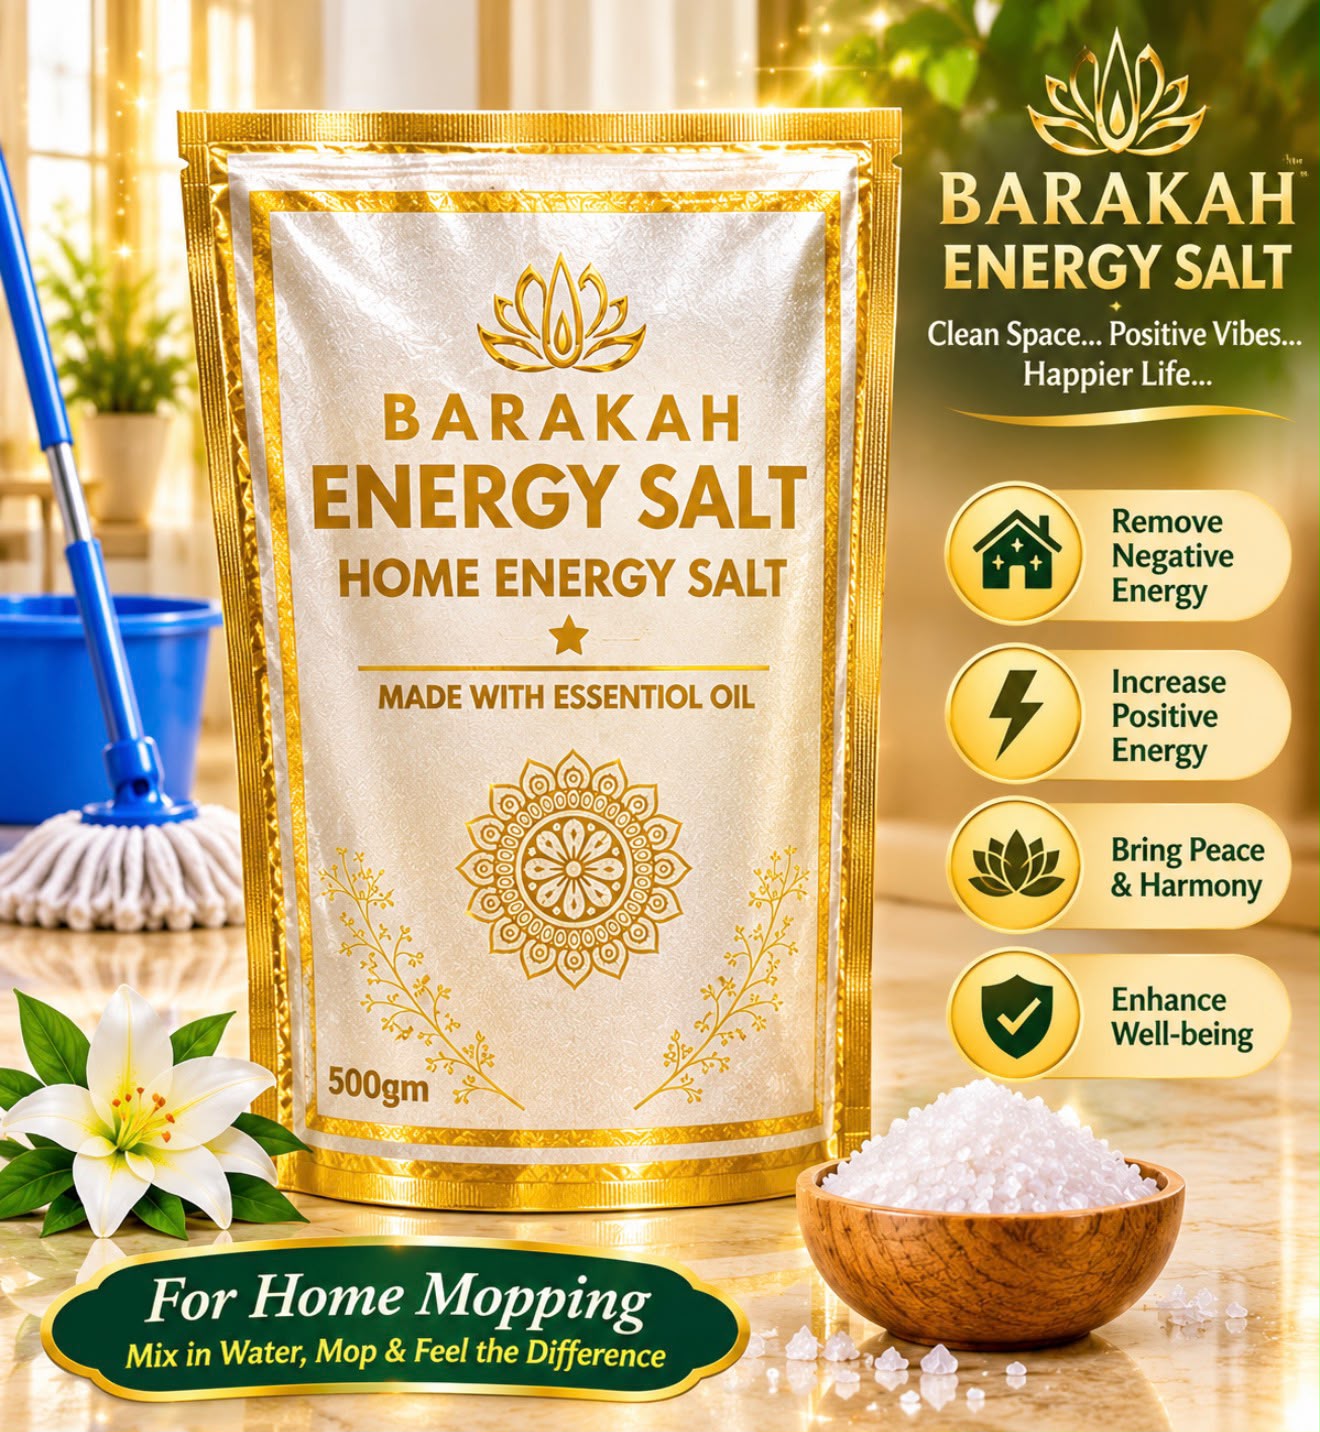 BARAKAH
ENERGY SALT
HOME ENERGY SALT
MADE WITH ESSENTIOL OIL
500gm
BARAKAH
ENERGY SALT
Clean Space... Positive Vibes...
Happier Life...
Remove
Negative
Energy
Increase
Positive
Energy
Bring Peace
& Harmony
Enhance
Well-being
For Home Mopping
Mix in Water, Mop & Feel the Difference